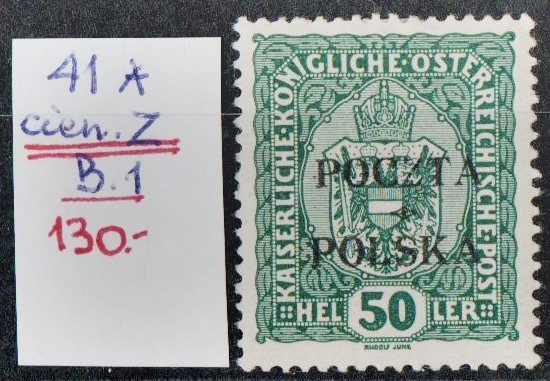 41 A
cien. Z
B.1
130.-
KAISERLICHE·KÖNIGLICHE·ÖSTERREICHISCHE·POST
POCZTA
POLSKA
HEL 50 LER
RUDOLF JUNK